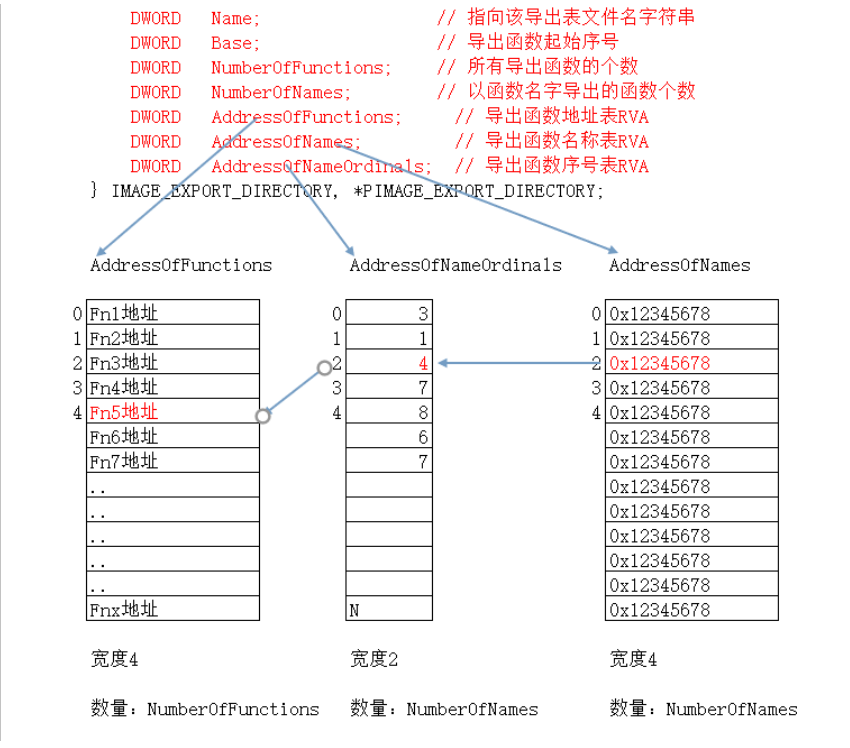 DWORD Name; // 指向该导出表文件名字符串
DWORD Base; // 导出函数起始序号
DWORD NumberOfFunctions; // 所有导出函数的个数
DWORD NumberOfNames; // 以函数名字导出的函数个数
DWORD AddressOfFunctions; // 导出函数地址表RVA
DWORD AddressOfNames; // 导出函数名称表RVA
DWORD AddressOfNameOrdinals; // 导出函数序号表RVA
} IMAGE_EXPORT_DIRECTORY, *PIMAGE_EXPORT_DIRECTORY;
AddressOfFunctions AddressOfNameOrdinals AddressOfNames
0 Fn1地址 0 3 0 0x12345678
1 Fn2地址 1 1 1 0x12345678
2 Fn3地址 2 4 2 0x12345678
3 Fn4地址 3 7 3 0x12345678
4 Fn5地址 4 8 4 0x12345678
Fn6地址 6 0x12345678
Fn7地址 7 0x12345678
.. 0x12345678
.. 0x12345678
.. 0x12345678
.. 0x12345678
.. 0x12345678
Fnx地址 N 0x12345678
宽度4 宽度2 宽度4
数量：NumberOfFunctions 数量：NumberOfNames 数量：NumberOfNames